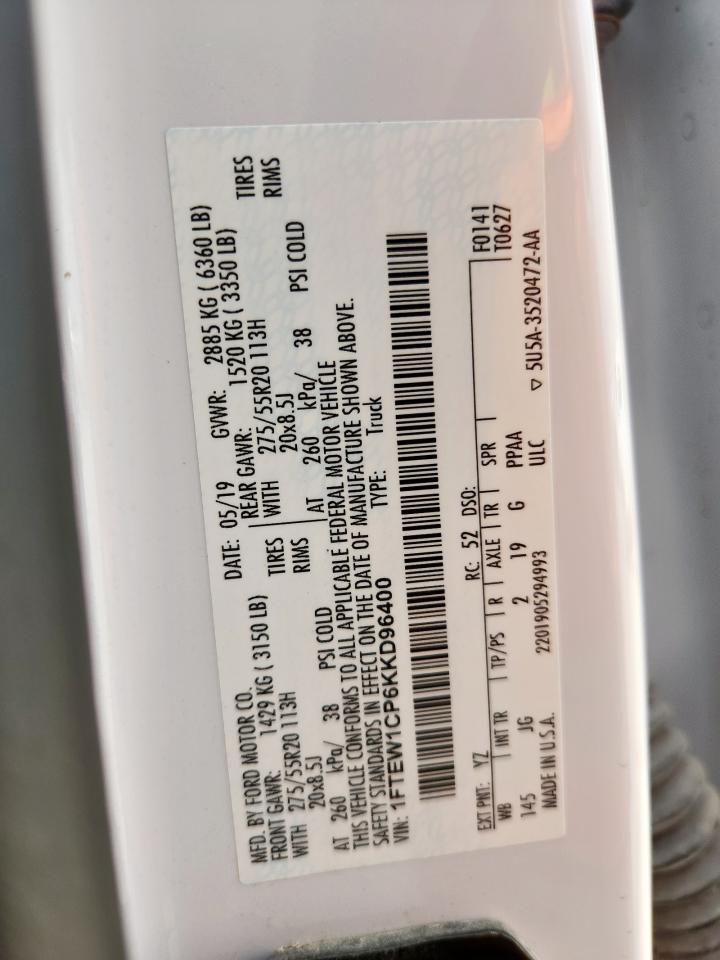 MFD. BY FORD MOTOR CO. DATE: 05/19 GVWR: 2885 KG ( 6360 LB)
FRONT GAWR: 1429 KG ( 3150 LB) REAR GAWR: 1520 KG ( 3350 LB)
WITH 275/55R20 113H TIRES WITH 275/55R20 113H TIRES
20x8.5J RIMS 20x8.5J RIMS
AT 260 kPa/ 38 PSI COLD AT 260 kPa/ 38 PSI COLD
THIS VEHICLE CONFORMS TO ALL APPLICABLE FEDERAL MOTOR VEHICLE
SAFETY STANDARDS IN EFFECT ON THE DATE OF MANUFACTURE SHOWN ABOVE.
VIN: 1FTEW1CP6KKD96400 TYPE: Truck
EXT PNT: YZ RC: 52 DSO: F0141
WB INT TR TP/PS R AXLE TR SPR T0627
145 JG 2 19 G PPAA
MADE IN U.S.A. 2201905294993 ULC ▽ 5U5A-3520472-AA